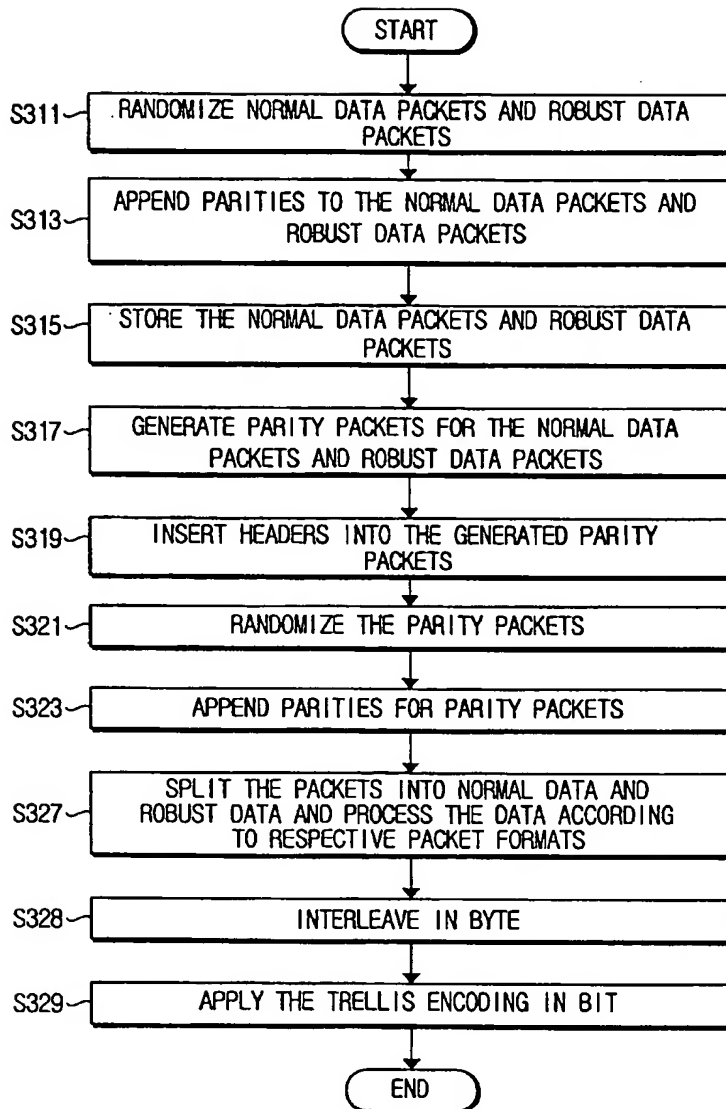 START
S311
RANDOMIZE NORMAL DATA PACKETS AND ROBUST DATA
PACKETS
S313
APPEND PARITIES TO THE NORMAL DATA PACKETS AND
ROBUST DATA PACKETS
S315
STORE THE NORMAL DATA PACKETS AND ROBUST DATA
PACKETS
S317
GENERATE PARITY PACKETS FOR THE NORMAL DATA
PACKETS AND ROBUST DATA PACKETS
S319
INSERT HEADERS INTO THE GENERATED PARITY
PACKETS
S321
RANDOMIZE THE PARITY PACKETS
S323
APPEND PARITIES FOR PARITY PACKETS
S327
SPLIT THE PACKETS INTO NORMAL DATA AND
ROBUST DATA AND PROCESS THE DATA ACCORDING
TO RESPECTIVE PACKET FORMATS
S328
INTERLEAVE IN BYTE
S329
APPLY THE TRELLIS ENCODING IN BIT
END